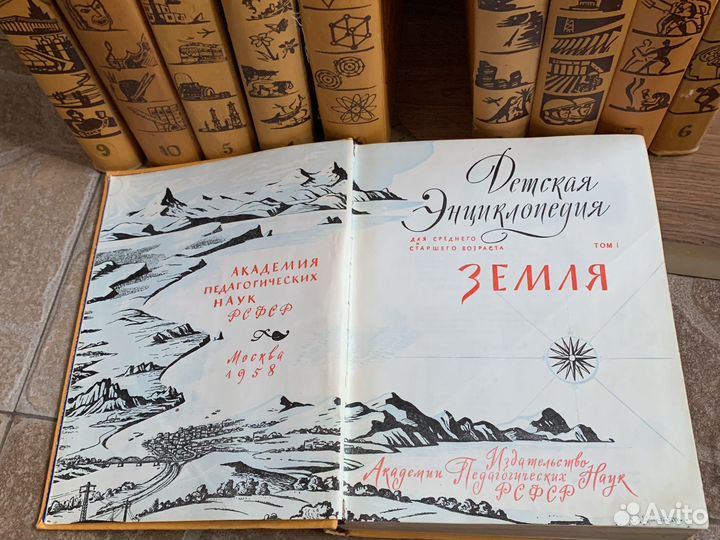 9
10
5
6
АКАДЕМИЯ
ПЕДАГОГИЧЕСКИХ
НАУК
РСФСР
Москва
1958
Детская
Энциклопедия
ДЛЯ СРЕДНЕГО
СТАРШЕГО ВОЗРАСТА
ТОМ I
ЗЕМЛЯ
Издательство
Академии Педагогических Наук
РСФСР
Avito